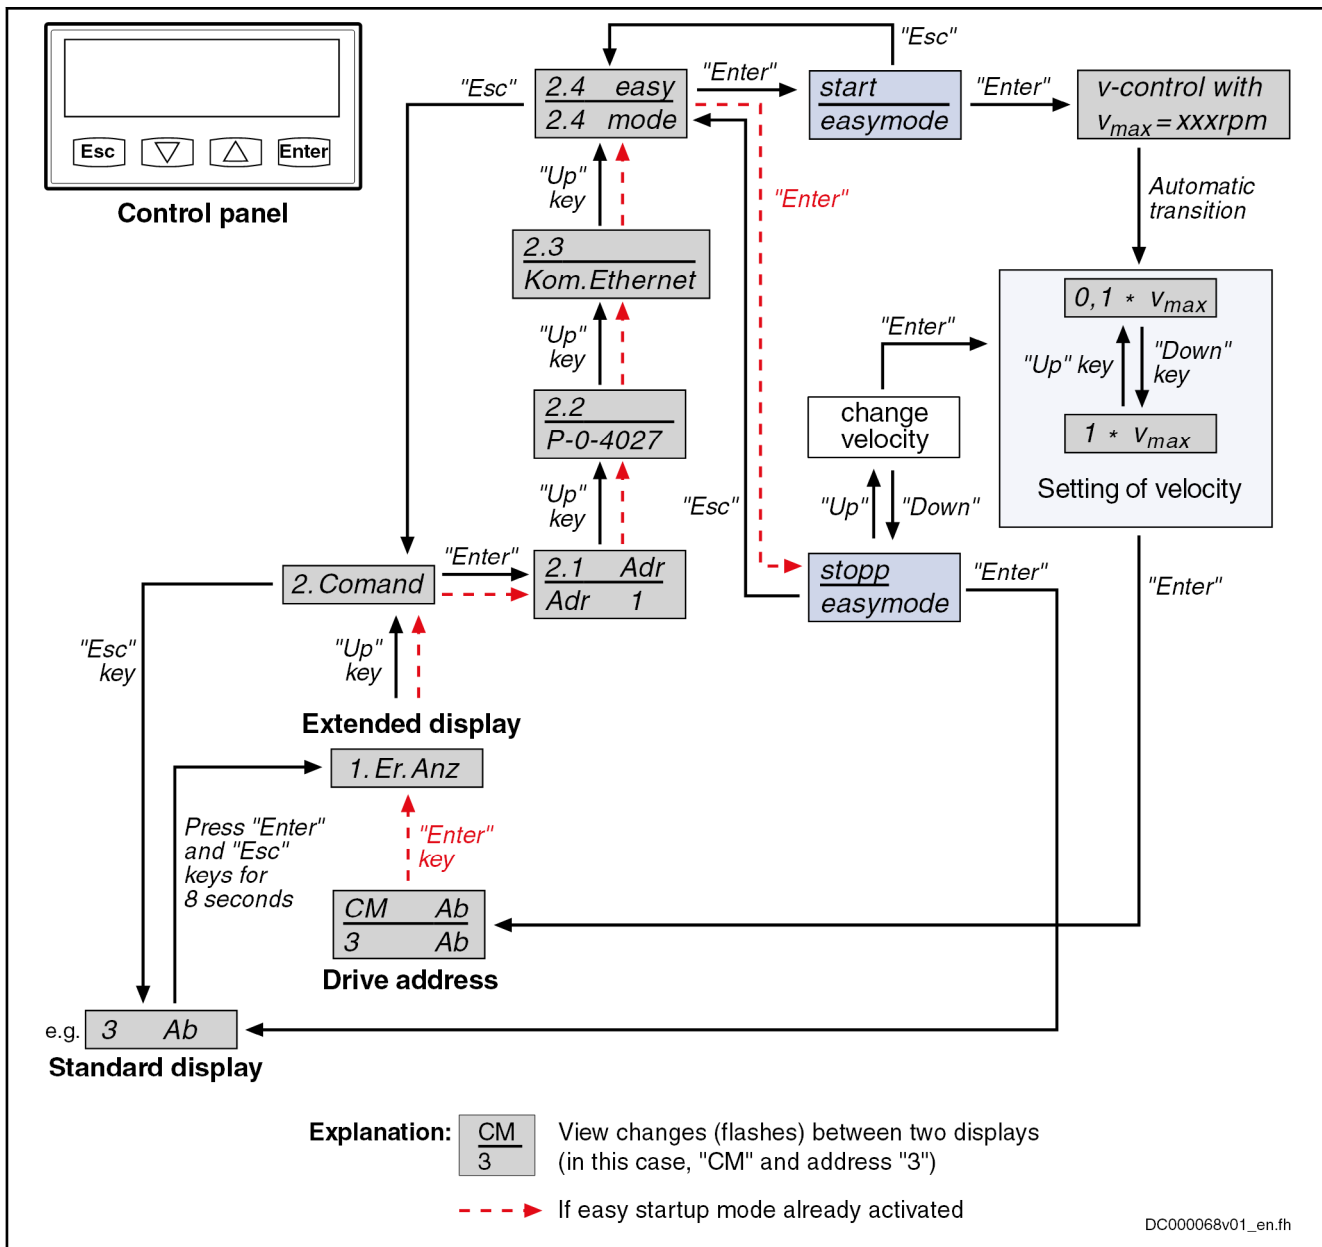 Esc
Enter
Control panel
"Esc"
"Esc"
2.4 easy
2.4 mode
"Enter"
start
easymode
"Enter"
v-control with
vmax = xxxrpm
"Up"
key
"Enter"
Automatic
transition
2.3
Kom.Ethernet
"Up"
key
"Enter"
0,1 * vmax
"Up" key
"Down"
key
1 * vmax
Setting of velocity
change
velocity
2.2
P-0-4027
"Up"
key
"Esc"
"Up"
"Down"
2. Comand
"Enter"
2.1 Adr
Adr 1
stopp
easymode
"Enter"
"Enter"
"Esc"
key
"Up"
key
Extended display
1. Er. Anz
Press "Enter"
and "Esc"
keys for
8 seconds
"Enter"
key
CM Ab
3 Ab
Drive address
e.g. 3 Ab
Standard display
Explanation:
CM
3
View changes (flashes) between two displays
(in this case, "CM" and address "3")
If easy startup mode already activated
DC000068v01_en.fh